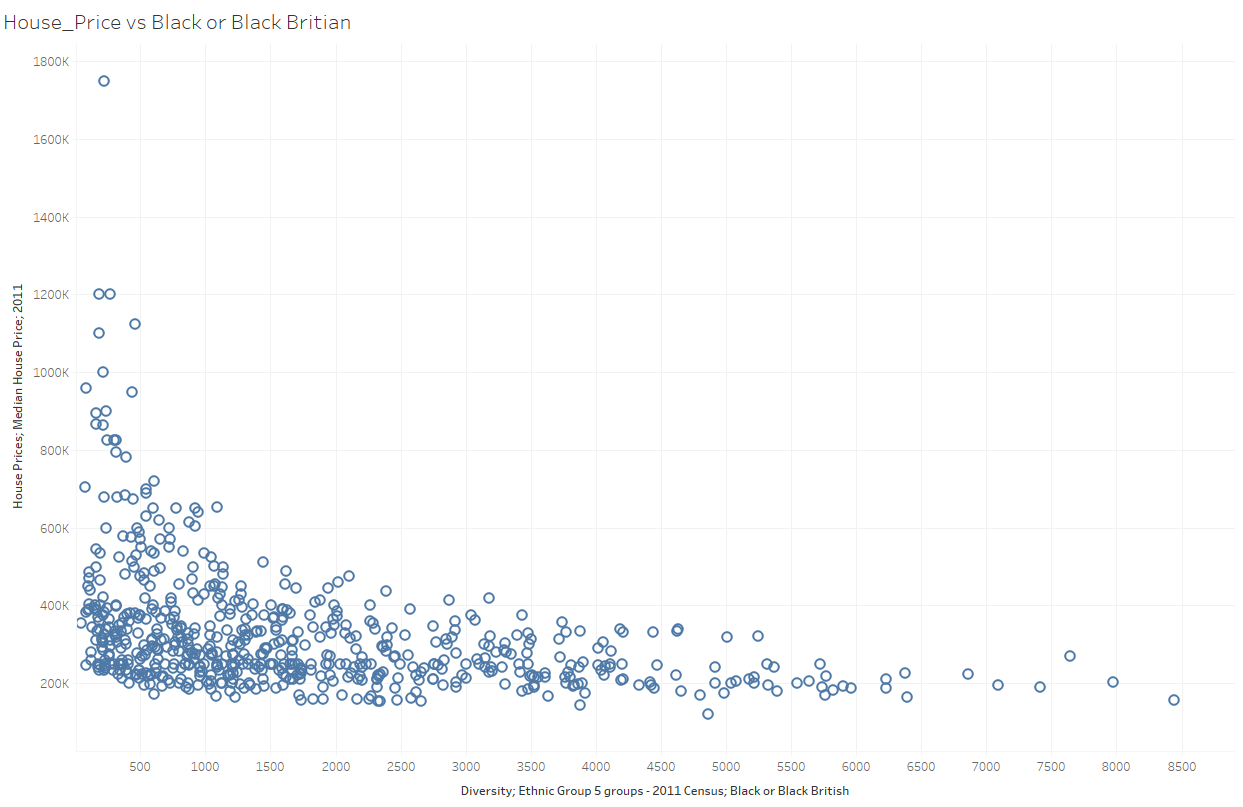 House_Price vs Black or Black Britian
1800K
1600K
1400K
1200K
1000K
800K
600K
400K
200K
House Prices; Median House Price; 2011
500 1000 1500 2000 2500 3000 3500 4000 4500 5000 5500 6000 6500 7000 7500 8000 8500
Diversity; Ethnic Group 5 groups - 2011 Census; Black or Black British